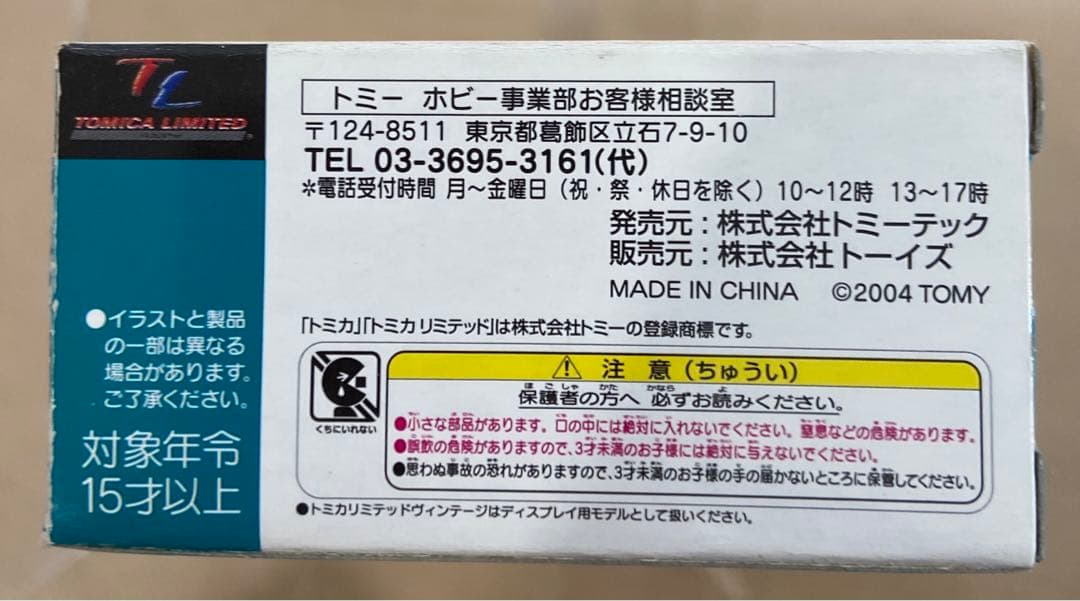 TL
TOMICA LIMITED
トミー ホビー事業部お客様相談室
〒124-8511 東京都葛飾区立石7-9-10
TEL 03-3695-3161(代)
*電話受付時間 月～金曜日（祝・祭・休日を除く）10～12時 13～17時
発売元：株式会社トミーテック
販売元：株式会社トーイズ
MADE IN CHINA ©2004 TOMY
●イラストと製品
の一部は異なる
場合があります。
ご了承ください。
対象年令
15才以上
「トミカ」「トミカリミテッド」は株式会社トミーの登録商標です。
くちにいれない
注 意（ちゅうい）
保護者の方へ 必ずお読みください。
●小さな部品があります。口の中には絶対に入れないでください。窒息などの危険があります。
●誤飲の危険がありますので、3才未満のお子様には絶対に与えないでください。
●思わぬ事故の恐れがありますので、3才未満のお子様の手の届かないところに保管してください。
●トミカリミテッドヴィンテージはディスプレイ用モデルとして扱いください。